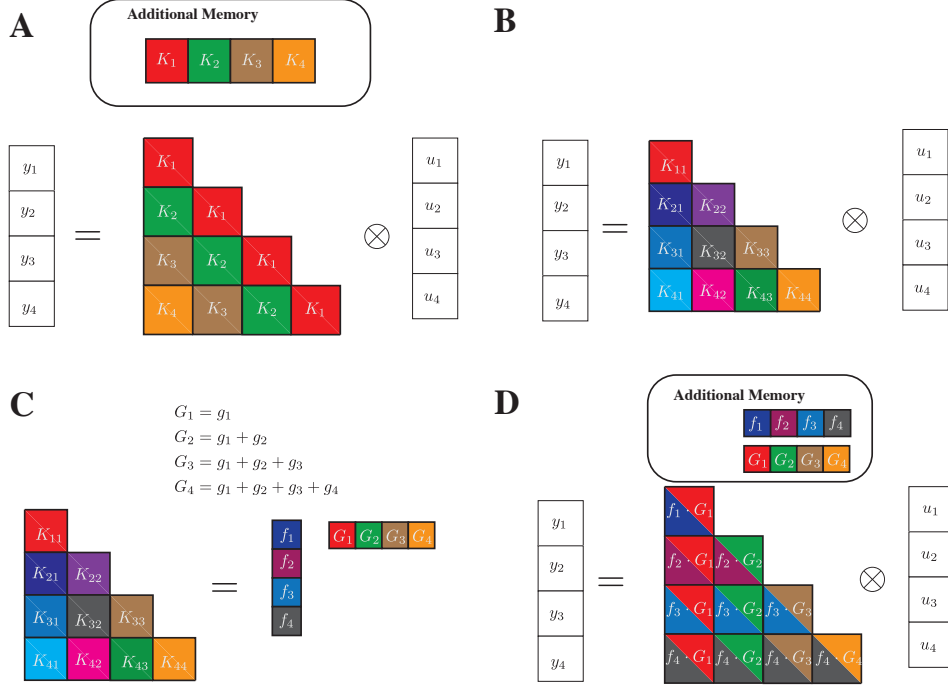 A
Additional Memory
K₁ K₂ K₃ K₄
y₁
y₂
y₃
y₄
=
K₁
K₂ K₁
K₃ K₂ K₁
K₄ K₃ K₂ K₁
⊗
u₁
u₂
u₃
u₄
B
y₁
y₂
y₃
y₄
=
K₁₁
K₂₁ K₂₂
K₃₁ K₃₂ K₃₃
K₄₁ K₄₂ K₄₃ K₄₄
⊗
u₁
u₂
u₃
u₄
C
G₁ = g₁
G₂ = g₁ + g₂
G₃ = g₁ + g₂ + g₃
G₄ = g₁ + g₂ + g₃ + g₄
K₁₁
K₂₁ K₂₂
K₃₁ K₃₂ K₃₃
K₄₁ K₄₂ K₄₃ K₄₄
=
f₁
f₂
f₃
f₄
G₁ G₂ G₃ G₄
D
Additional Memory
f₁ f₂ f₃ f₄
G₁ G₂ G₃ G₄
y₁
y₂
y₃
y₄
=
f₁ · G₁
f₂ · G₁ f₂ · G₂
f₃ · G₁ f₃ · G₂ f₃ · G₃
f₄ · G₁ f₄ · G₂ f₄ · G₃ f₄ · G₄
⊗
u₁
u₂
u₃
u₄